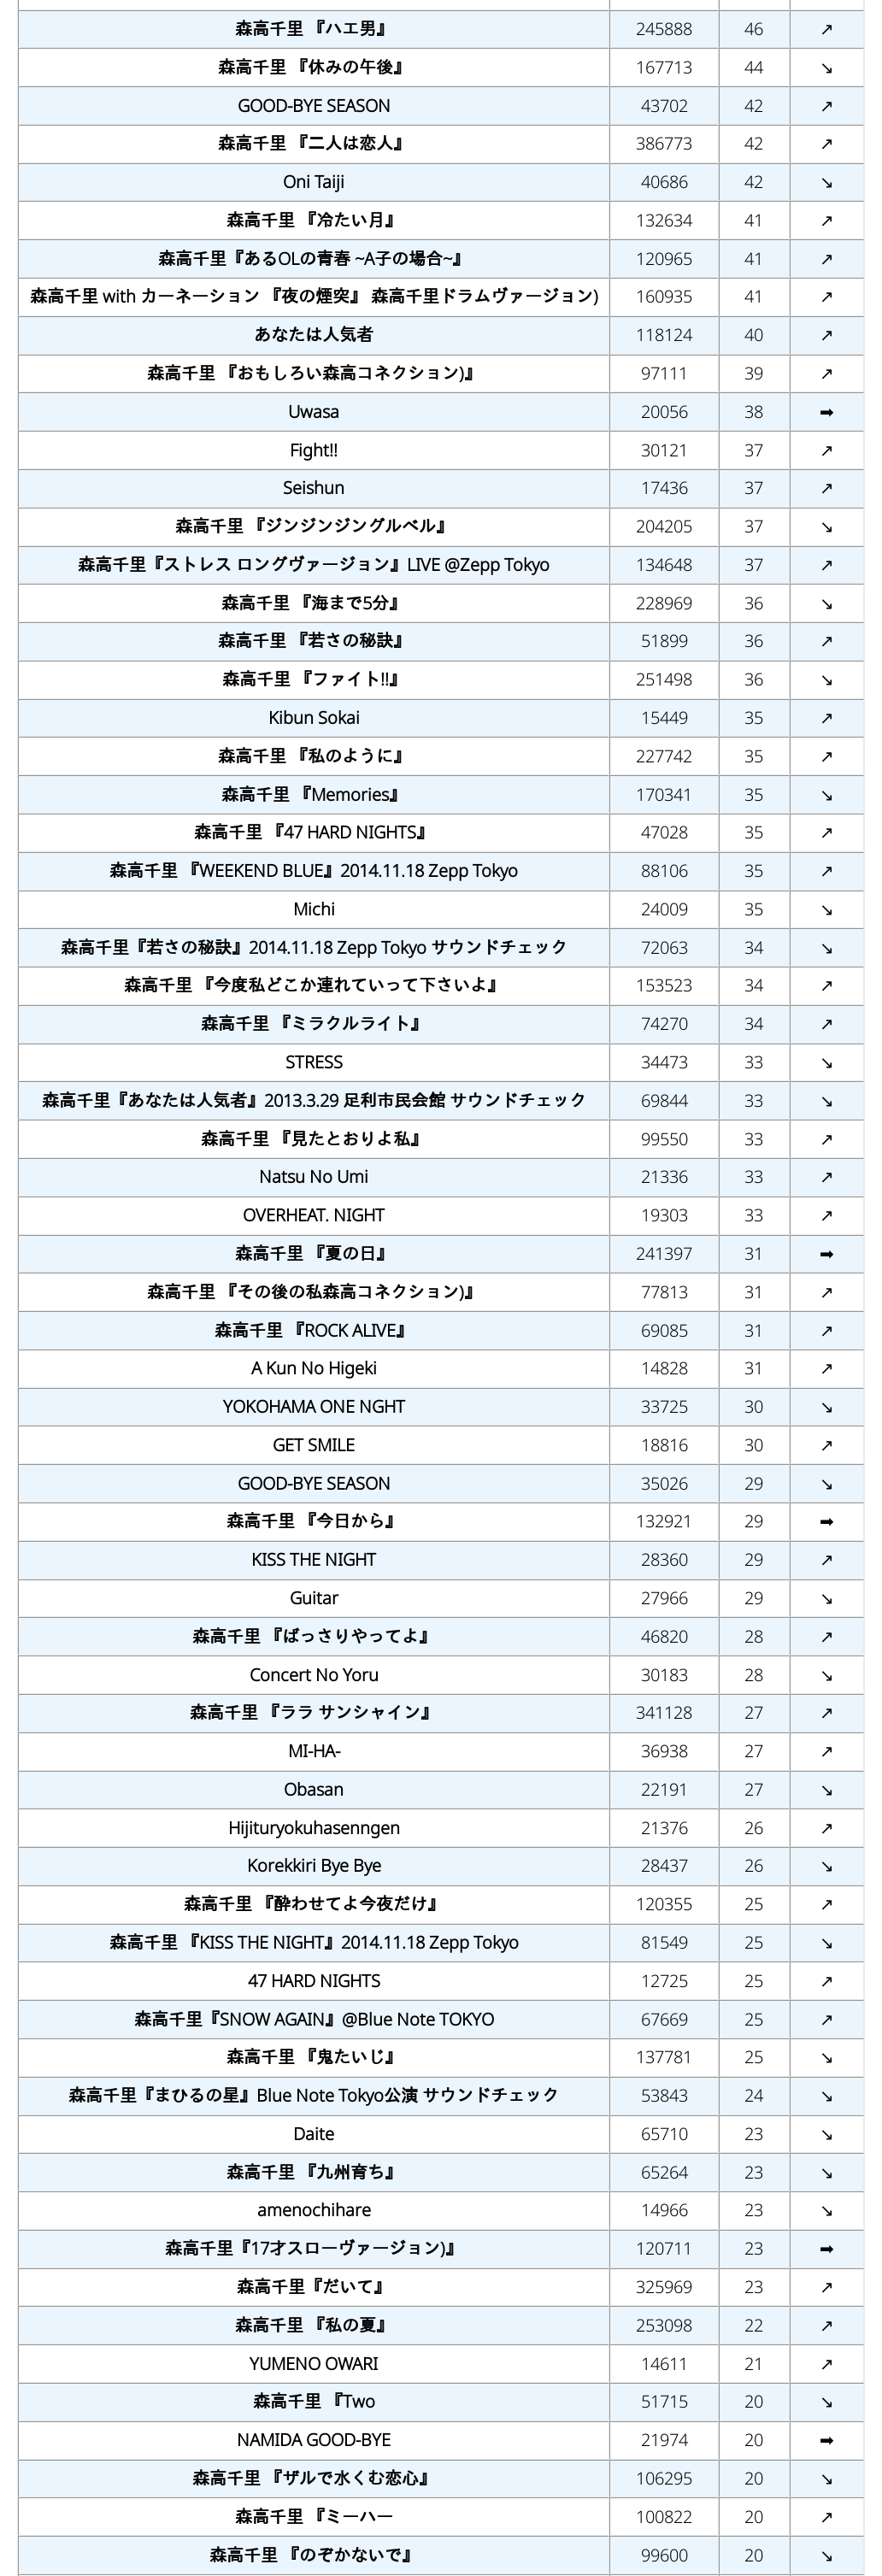 森高千里 『ハエ男』 245888 46 ↗
森高千里 『休みの午後』 167713 44 ↘
GOOD-BYE SEASON 43702 42 ↗
森高千里 『二人は恋人』 386773 42 ↗
Oni Taiji 40686 42 ↘
森高千里 『冷たい月』 132634 41 ↗
森高千里『あるOLの青春 ~A子の場合~』 120965 41 ↗
森高千里 with カーネーション 『夜の煙突』 森高千里ドラムヴァージョン) 160935 41 ↗
あなたは人気者 118124 40 ↗
森高千里 『おもしろい森高コネクション)』 97111 39 ↗
Uwasa 20056 38 ➡
Fight!! 30121 37 ↗
Seishun 17436 37 ↗
森高千里 『ジンジンジングルベル』 204205 37 ↘
森高千里『ストレス ロングヴァージョン』LIVE @Zepp Tokyo 134648 37 ↗
森高千里 『海まで5分』 228969 36 ↘
森高千里 『若さの秘訣』 51899 36 ↗
森高千里 『ファイト!!』 251498 36 ↘
Kibun Sokai 15449 35 ↗
森高千里 『私のように』 227742 35 ↗
森高千里 『Memories』 170341 35 ↘
森高千里 『47 HARD NIGHTS』 47028 35 ↗
森高千里 『WEEKEND BLUE』2014.11.18 Zepp Tokyo 88106 35 ↗
Michi 24009 35 ↘
森高千里『若さの秘訣』2014.11.18 Zepp Tokyo サウンドチェック 72063 34 ↘
森高千里 『今度私どこか連れていって下さいよ』 153523 34 ↗
森高千里 『ミラクルライト』 74270 34 ↗
STRESS 34473 33 ↘
森高千里『あなたは人気者』2013.3.29 足利市民会館 サウンドチェック 69844 33 ↘
森高千里 『見たとおりよ私』 99550 33 ↗
Natsu No Umi 21336 33 ↗
OVERHEAT. NIGHT 19303 33 ↗
森高千里 『夏の日』 241397 31 ➡
森高千里 『その後の私森高コネクション)』 77813 31 ↗
森高千里 『ROCK ALIVE』 69085 31 ↗
A Kun No Higeki 14828 31 ↗
YOKOHAMA ONE NGHT 33725 30 ↘
GET SMILE 18816 30 ↗
GOOD-BYE SEASON 35026 29 ↘
森高千里 『今日から』 132921 29 ➡
KISS THE NIGHT 28360 29 ↗
Guitar 27966 29 ↘
森高千里 『ばっさりやってよ』 46820 28 ↗
Concert No Yoru 30183 28 ↘
森高千里 『ララ サンシャイン』 341128 27 ↗
MI-HA- 36938 27 ↗
Obasan 22191 27 ↘
Hijituryokuhasenngen 21376 26 ↗
Korekkiri Bye Bye 28437 26 ↘
森高千里 『酔わせてよ今夜だけ』 120355 25 ↗
森高千里 『KISS THE NIGHT』2014.11.18 Zepp Tokyo 81549 25 ↘
47 HARD NIGHTS 12725 25 ↗
森高千里『SNOW AGAIN』@Blue Note TOKYO 67669 25 ↗
森高千里 『鬼たいじ』 137781 25 ↘
森高千里『まひるの星』Blue Note Tokyo公演 サウンドチェック 53843 24 ↘
Daite 65710 23 ↘
森高千里 『九州育ち』 65264 23 ↘
amenochihare 14966 23 ↘
森高千里『17才スローヴァージョン)』 120711 23 ➡
森高千里『だいて』 325969 23 ↗
森高千里 『私の夏』 253098 22 ↗
YUMENO OWARI 14611 21 ↗
森高千里 『Two 51715 20 ↘
NAMIDA GOOD-BYE 21974 20 ➡
森高千里 『ザルで水くむ恋心』 106295 20 ↘
森高千里 『ミーハー 100822 20 ↗
森高千里 『のぞかないで』 99600 20 ↘